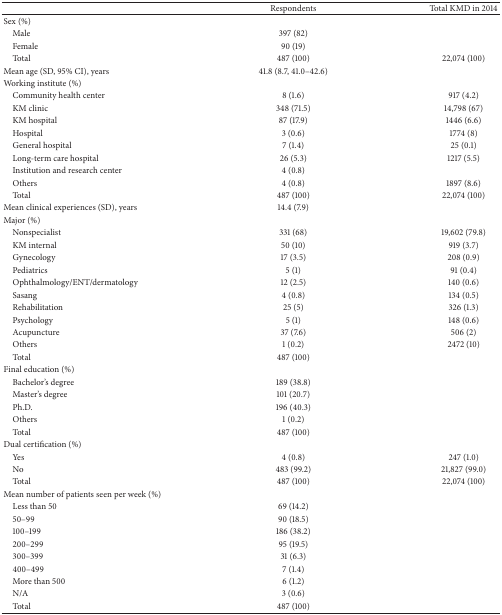 Respondents Total KMD in 2014
Sex (%)
Male 397 (82)
Female 90 (19)
Total 487 (100) 22,074 (100)
Mean age (SD, 95% CI), years 41.8 (8.7, 41.0–42.6)
Working institute (%)
Community health center 8 (1.6) 917 (4.2)
KM clinic 348 (71.5) 14,798 (67)
KM hospital 87 (17.9) 1446 (6.6)
Hospital 3 (0.6) 1774 (8)
General hospital 7 (1.4) 25 (0.1)
Long-term care hospital 26 (5.3) 1217 (5.5)
Institution and research center 4 (0.8)
Others 4 (0.8) 1897 (8.6)
Total 487 (100) 22,074 (100)
Mean clinical experiences (SD), years 14.4 (7.9)
Major (%)
Nonspecialist 331 (68) 19,602 (79.8)
KM internal 50 (10) 919 (3.7)
Gynecology 17 (3.5) 208 (0.9)
Pediatrics 5 (1) 91 (0.4)
Ophthalmology/ENT/dermatology 12 (2.5) 140 (0.6)
Sasang 4 (0.8) 134 (0.5)
Rehabilitation 25 (5) 326 (1.3)
Psychology 5 (1) 148 (0.6)
Acupuncture 37 (7.6) 506 (2)
Others 1 (0.2) 2472 (10)
Total 487 (100)
Final education (%)
Bachelor's degree 189 (38.8)
Master's degree 101 (20.7)
Ph.D. 196 (40.3)
Others 1 (0.2)
Total 487 (100)
Dual certification (%)
Yes 4 (0.8) 247 (1.0)
No 483 (99.2) 21,827 (99.0)
Total 487 (100) 22,074 (100)
Mean number of patients seen per week (%)
Less than 50 69 (14.2)
50–99 90 (18.5)
100–199 186 (38.2)
200–299 95 (19.5)
300–399 31 (6.3)
400–499 7 (1.4)
More than 500 6 (1.2)
N/A 3 (0.6)
Total 487 (100)